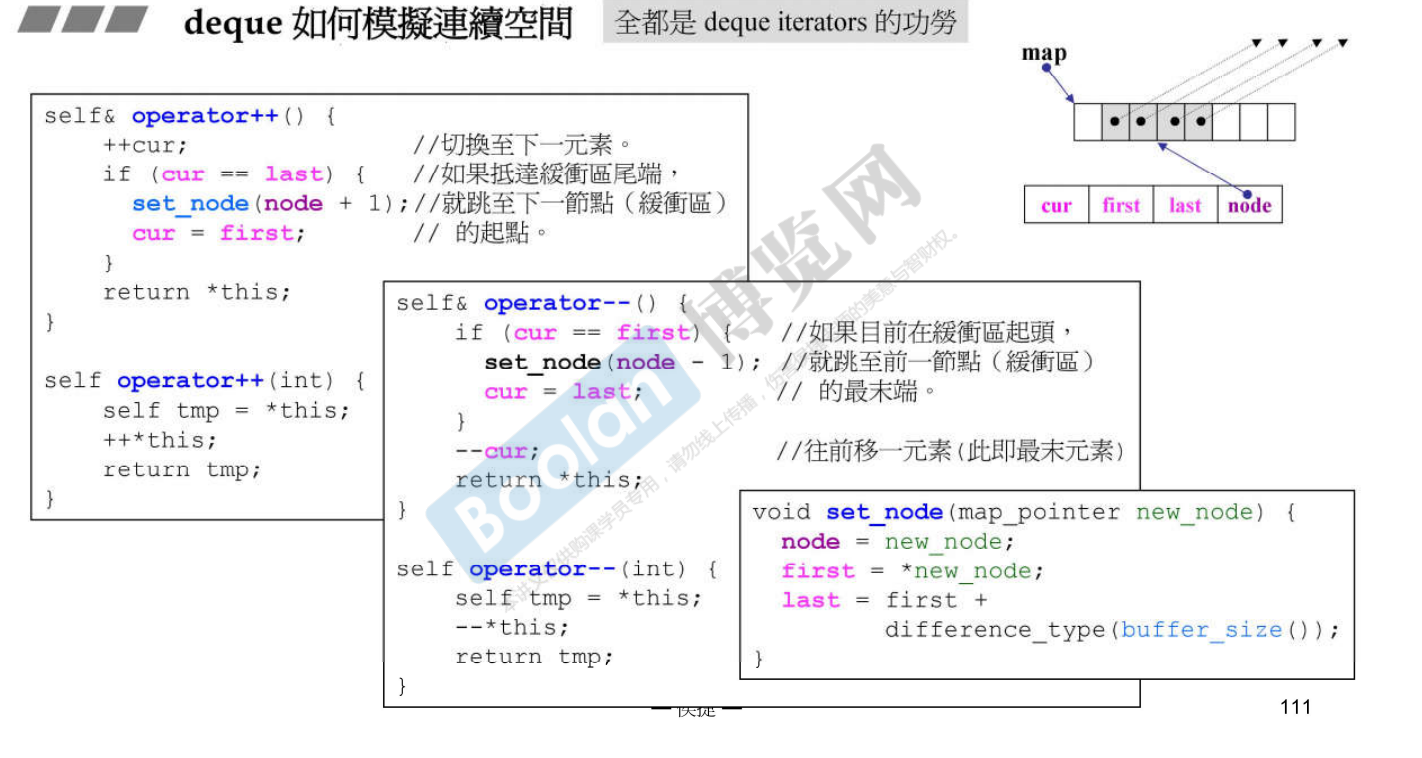 deque 如何模擬連續空間
全都是 deque iterators 的功勞
map
cur first last node
self& operator++() {
++cur; //切換至下一元素。
if (cur == last) { //如果抵達緩衝區尾端，
set_node(node + 1);//就跳至下一節點（緩衝區）
cur = first; // 的起點。
}
return *this;
}
self operator++(int) {
self tmp = *this;
++*this;
return tmp;
}
self& operator--() {
if (cur == first) { //如果目前在緩衝區起頭，
set_node(node - 1); //就跳至前一節點（緩衝區）
cur = last; // 的最末端。
}
--cur; //往前移一元素(此即最末元素)
return *this;
}
self operator--(int) {
self tmp = *this;
--*this;
return tmp;
}
void set_node(map_pointer new_node) {
node = new_node;
first = *new_node;
last = first +
difference_type(buffer_size());
}
Boolan 博览网
111